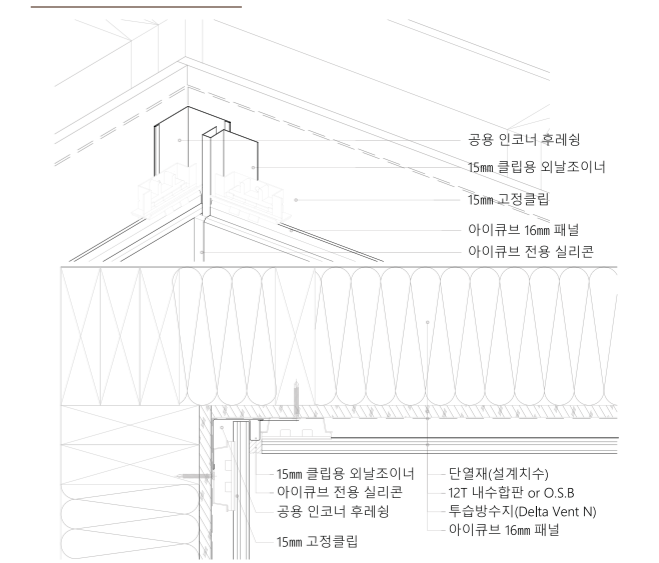 공용 인코너 후레슁
15㎜ 클립용 외날조이너
15㎜ 고정클립
아이큐브 16㎜ 패널
아이큐브 전용 실리콘
15㎜ 클립용 외날조이너
아이큐브 전용 실리콘
공용 인코너 후레슁
15㎜ 고정클립
단열재(설계치수)
12T 내수합판 or O.S.B
투습방수지(Delta Vent N)
아이큐브 16㎜ 패널